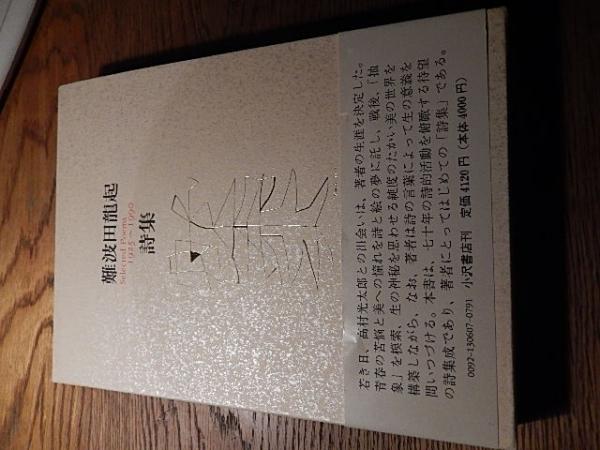 難波田龍起
Selected Poems
1925〜1990
詩集
若き日、高村光太郎との出会いは、著者の生涯を決定した。
青春の苦悩と美への憧れを詩と絵の夢に託し、戦後、「抽
象」を模索、生の神秘を思わせる純度のたかい美の世界を
構築しながら、なお、著者は詩の言葉によって生の意義を
問いつづける。本書は、七十年の詩的活動を俯瞰する待望
の詩集成であり、著者にとってはじめての「詩集」である。
0092-130607-0791 小沢書店刊 定価4120円(本体4000円)